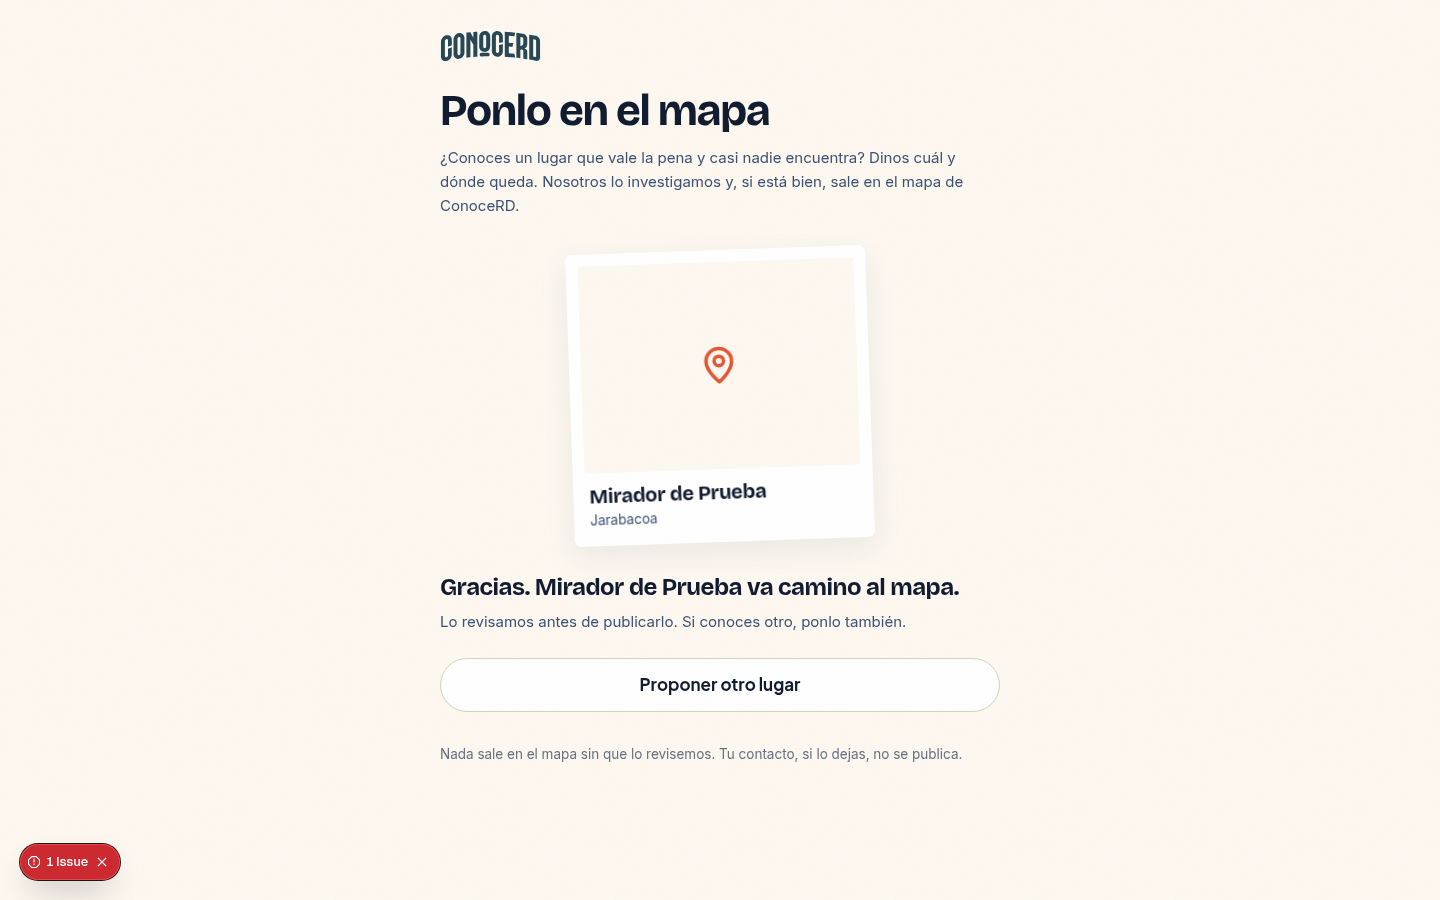 CONOCERD
Ponlo en el mapa
¿Conoces un lugar que vale la pena y casi nadie encuentra? Dinos cuál y
dónde queda. Nosotros lo investigamos y, si está bien, sale en el mapa de
ConoceRD.
Mirador de Prueba
Jarabacoa
Gracias. Mirador de Prueba va camino al mapa.
Lo revisamos antes de publicarlo. Si conoces otro, ponlo también.
Proponer otro lugar
Nada sale en el mapa sin que lo revisemos. Tu contacto, si lo dejas, no se publica.
1 Issue